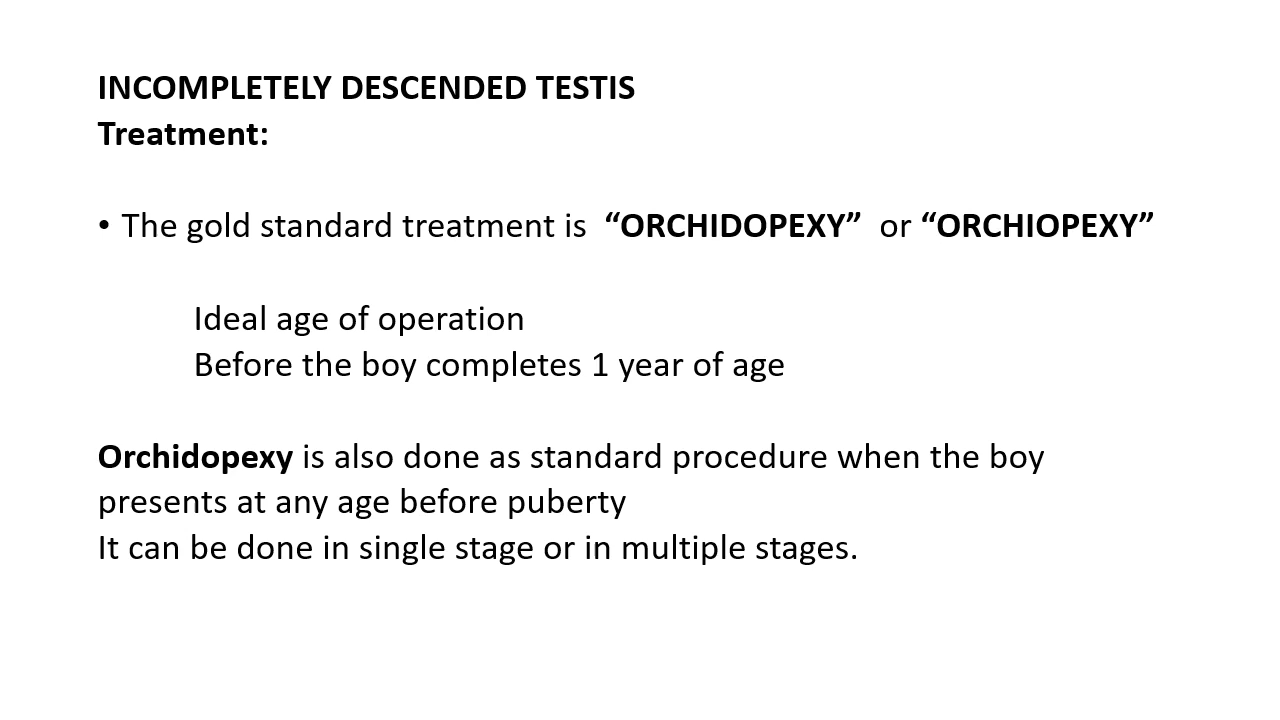 INCOMPLETELY DESCENDED TESTIS
Treatment:
• The gold standard treatment is “ORCHIDOPEXY” or “ORCHIOPEXY”
Ideal age of operation
Before the boy completes 1 year of age
Orchidopexy is also done as standard procedure when the boy
presents at any age before puberty
It can be done in single stage or in multiple stages.